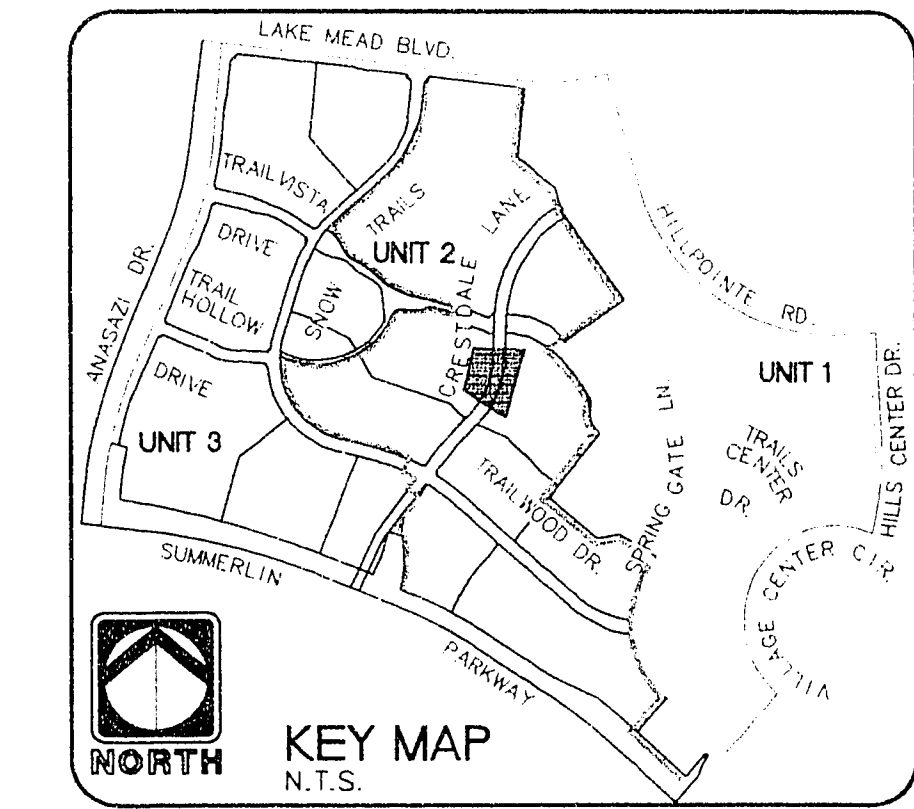 LAKE MEAD BLVD.
TRAIL VISTA
DRIVE
TRAILS
UNIT 2
CRESTDALE LANE
HILLPOINTE RD.
ANASAZI DR.
TRAIL
HOLLOW
DRIVE
SNOW
UNIT 3
UNIT 1
HILLS CENTER DR.
SPRING GATE LN
TRAILS
CENTER
DR.
TRAILWOOD DR.
VILLAGE CENTER CIR.
SUMMERLIN
PARKWAY
NORTH
KEY MAP
N.T.S.